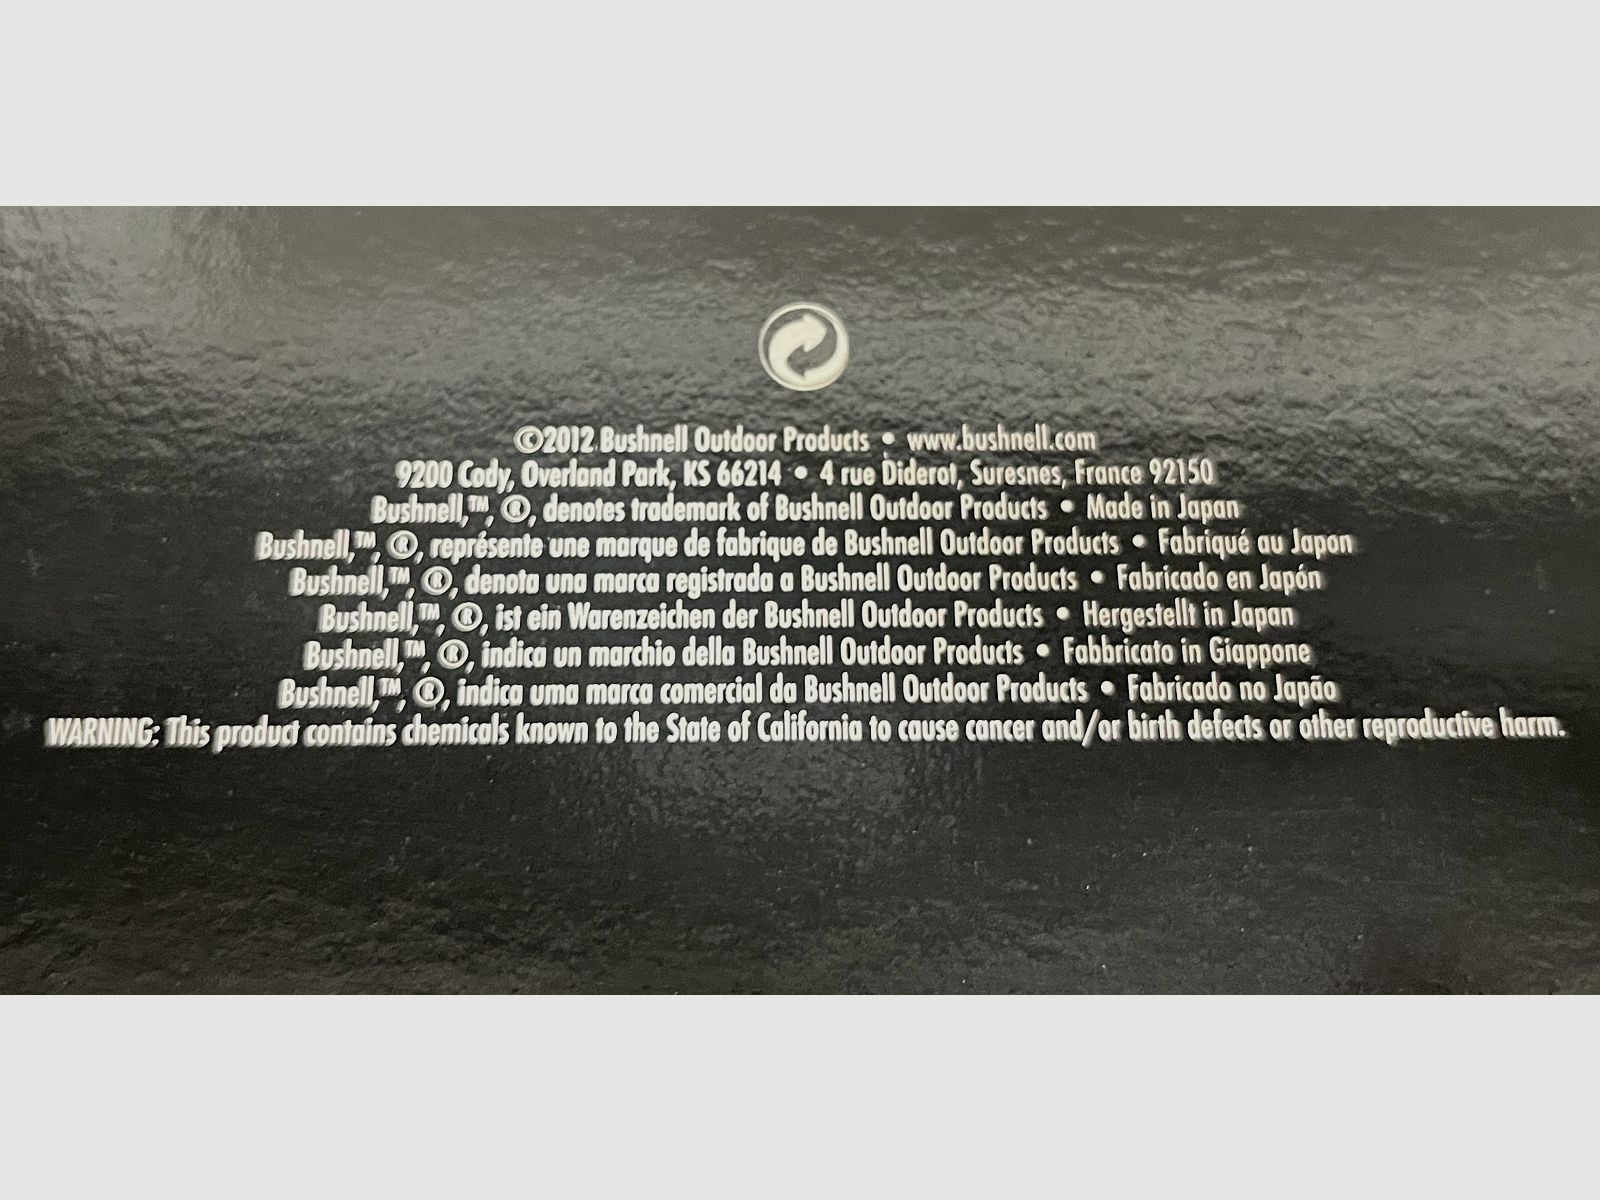 ©2012 Bushnell Outdoor Products • www.bushnell.com
9200 Cody, Overland Park, KS 66214 • 4 rue Diderot, Suresnes, France 92150
Bushnell,™, ®, denotes trademark of Bushnell Outdoor Products • Made in Japan
Bushnell,™, ®, représente une marque de fabrique de Bushnell Outdoor Products • Fabriqué au Japon
Bushnell,™, ®, denota una marca registrada a Bushnell Outdoor Products • Fabricado en Japón
Bushnell,™, ®, ist ein Warenzeichen der Bushnell Outdoor Products • Hergestellt in Japan
Bushnell,™, ®, indica un marchio della Bushnell Outdoor Products • Fabbricato in Giappone
Bushnell,™, ®, indica uma marca comercial da Bushnell Outdoor Products • Fabricado no Japão
WARNING: This product contains chemicals known to the State of California to cause cancer and/or birth defects or other reproductive harm.